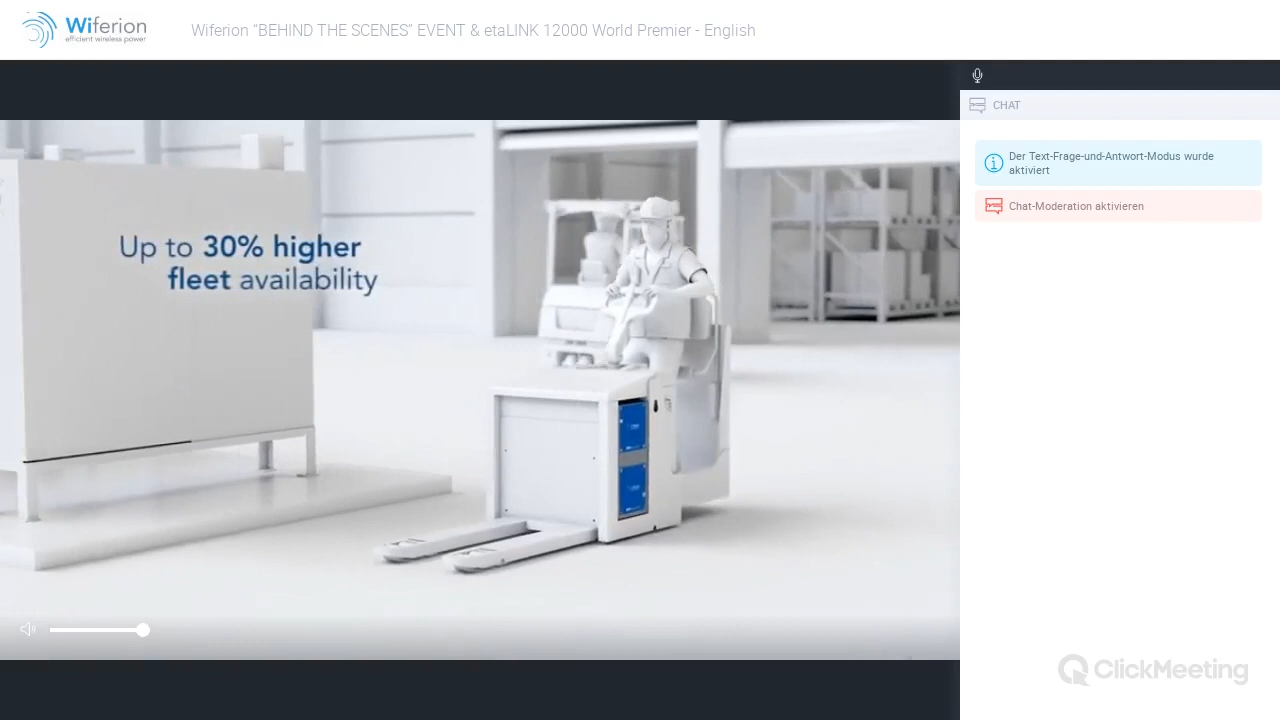 Wiferion
efficient wireless power
Wiferion “BEHIND THE SCENES” EVENT & etaLINK 12000 World Premier - English
CHAT
Der Text-Frage-und-Antwort-Modus wurde
aktiviert
Chat-Moderation aktivieren
Up to 30% higher
fleet availability
ClickMeeting